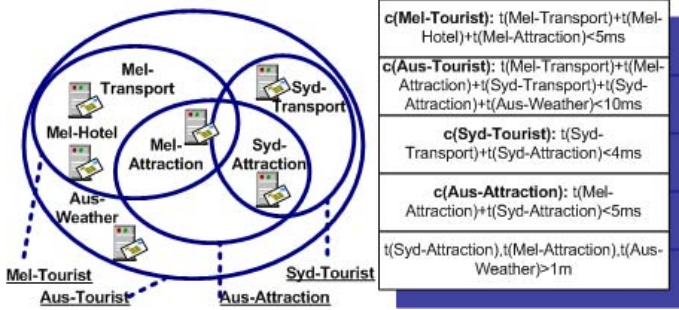 Mel-
Transport
Syd-
Transport
Mel-Hotel
Mel-
Attraction
Syd-
Attraction
Aus-
Weather
Mel-Tourist
Syd-Tourist
Aus-Tourist
Aus-Attraction
c(Mel-Tourist): t(Mel-Transport)+t(Mel-
Hotel)+t(Mel-Attraction)<5ms
c(Aus-Tourist): t(Mel-Transport)+t(Mel-
Attraction)+t(Syd-Transport)+t(Syd-
Attraction)+t(Aus-Weather)<10ms
c(Syd-Tourist): t(Syd-
Transport)+t(Syd-Attraction)<4ms
c(Aus-Attraction): t(Mel-
Attraction)+t(Syd-Attraction)<5ms
t(Syd-Attraction),t(Mel-Attraction),t(Aus-
Weather)>1m